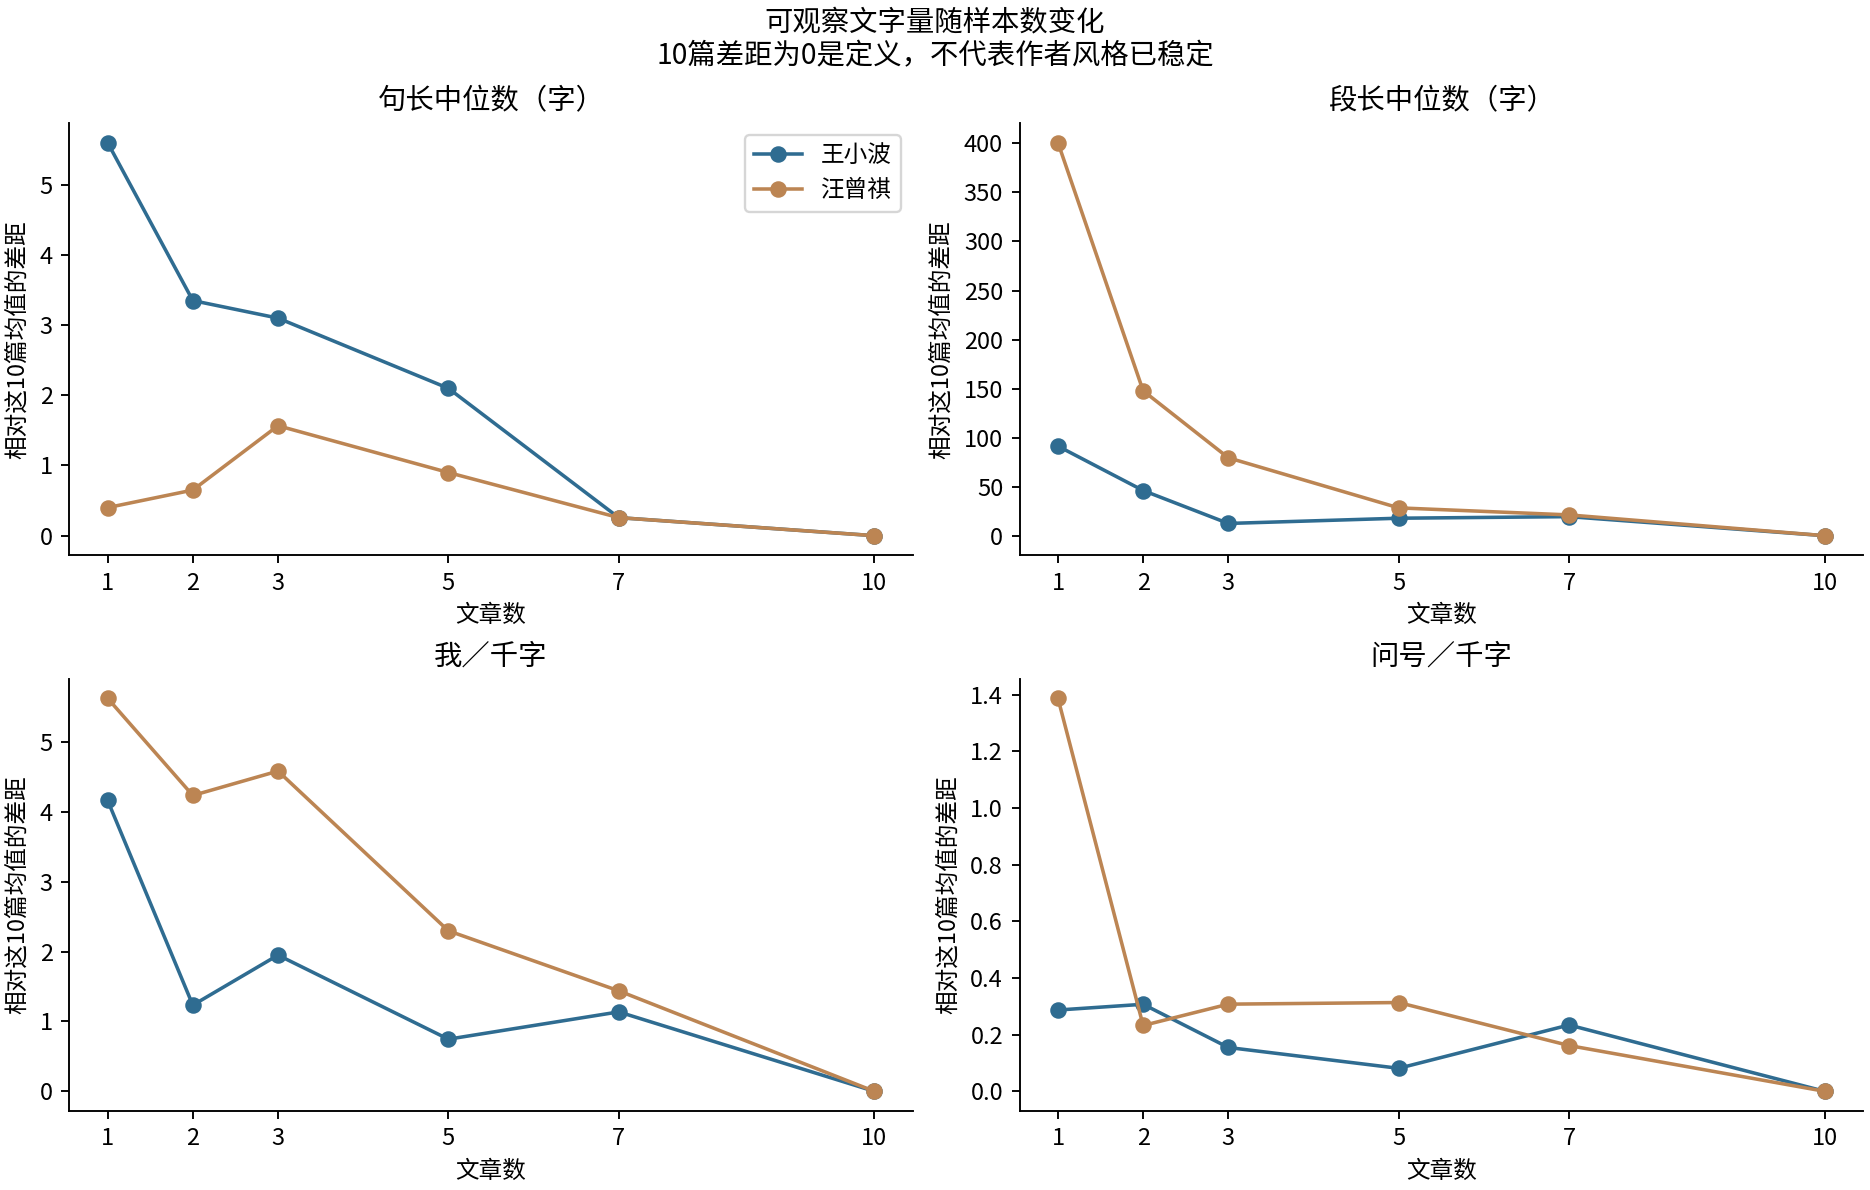 可观察文字量随样本数变化
10篇差距为0是定义，不代表作者风格已稳定
句长中位数（字）
相对这10篇均值的差距
5
4
3
2
1
0
王小波
汪曾祺
1 2 3 5 7 10
文章数
段长中位数（字）
相对这10篇均值的差距
400
350
300
250
200
150
100
50
0
1 2 3 5 7 10
文章数
我／千字
相对这10篇均值的差距
5
4
3
2
1
0
1 2 3 5 7 10
文章数
问号／千字
相对这10篇均值的差距
1.4
1.2
1.0
0.8
0.6
0.4
0.2
0.0
1 2 3 5 7 10
文章数